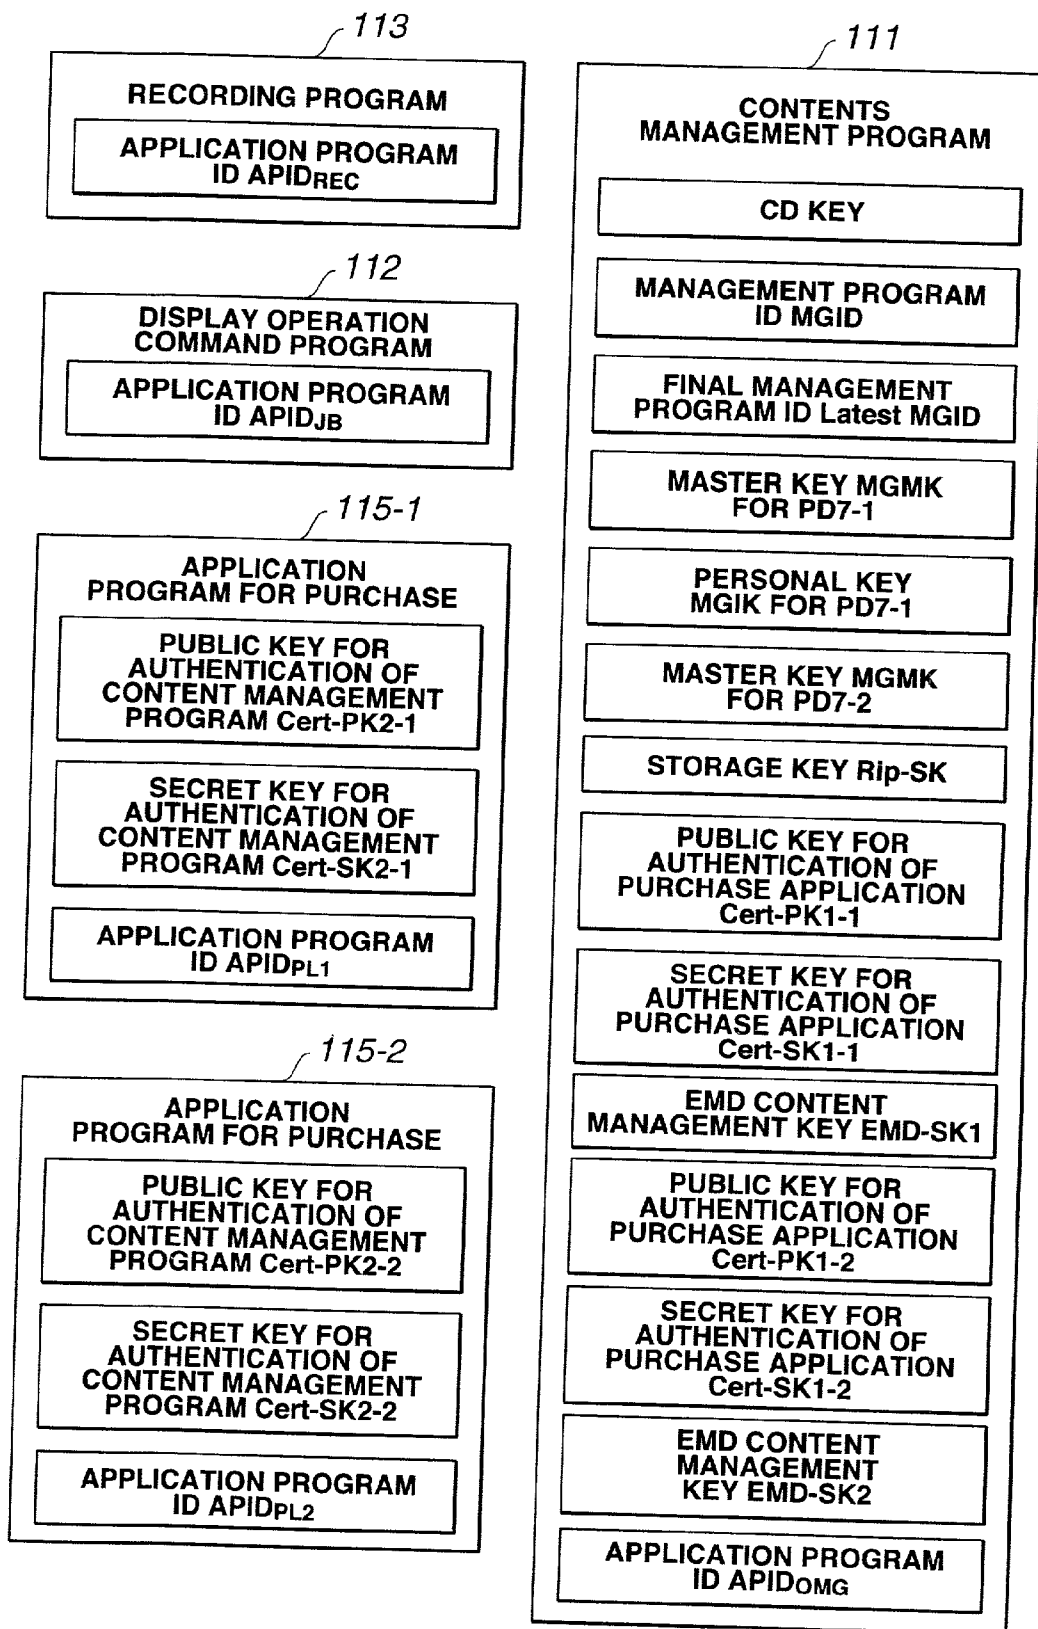 113
RECORDING PROGRAM
APPLICATION PROGRAM
ID APIDREC
112
DISPLAY OPERATION
COMMAND PROGRAM
APPLICATION PROGRAM
ID APIDJB
115-1
APPLICATION
PROGRAM FOR PURCHASE
PUBLIC KEY FOR
AUTHENTICATION OF
CONTENT MANAGEMENT
PROGRAM Cert-PK2-1
SECRET KEY FOR
AUTHENTICATION OF
CONTENT MANAGEMENT
PROGRAM Cert-SK2-1
APPLICATION PROGRAM
ID APIDPL1
115-2
APPLICATION
PROGRAM FOR PURCHASE
PUBLIC KEY FOR
AUTHENTICATION OF
CONTENT MANAGEMENT
PROGRAM Cert-PK2-2
SECRET KEY FOR
AUTHENTICATION OF
CONTENT MANAGEMENT
PROGRAM Cert-SK2-2
APPLICATION PROGRAM
ID APIDPL2
111
CONTENTS
MANAGEMENT PROGRAM
CD KEY
MANAGEMENT PROGRAM
ID MGID
FINAL MANAGEMENT
PROGRAM ID Latest MGID
MASTER KEY MGMK
FOR PD7-1
PERSONAL KEY
MGIK FOR PD7-1
MASTER KEY MGMK
FOR PD7-2
STORAGE KEY Rip-SK
PUBLIC KEY FOR
AUTHENTICATION OF
PURCHASE APPLICATION
Cert-PK1-1
SECRET KEY FOR
AUTHENTICATION OF
PURCHASE APPLICATION
Cert-SK1-1
EMD CONTENT
MANAGEMENT KEY EMD-SK1
PUBLIC KEY FOR
AUTHENTICATION OF
PURCHASE APPLICATION
Cert-PK1-2
SECRET KEY FOR
AUTHENTICATION OF
PURCHASE APPLICATION
Cert-SK1-2
EMD CONTENT
MANAGEMENT
KEY EMD-SK2
APPLICATION PROGRAM
ID APIDOMG